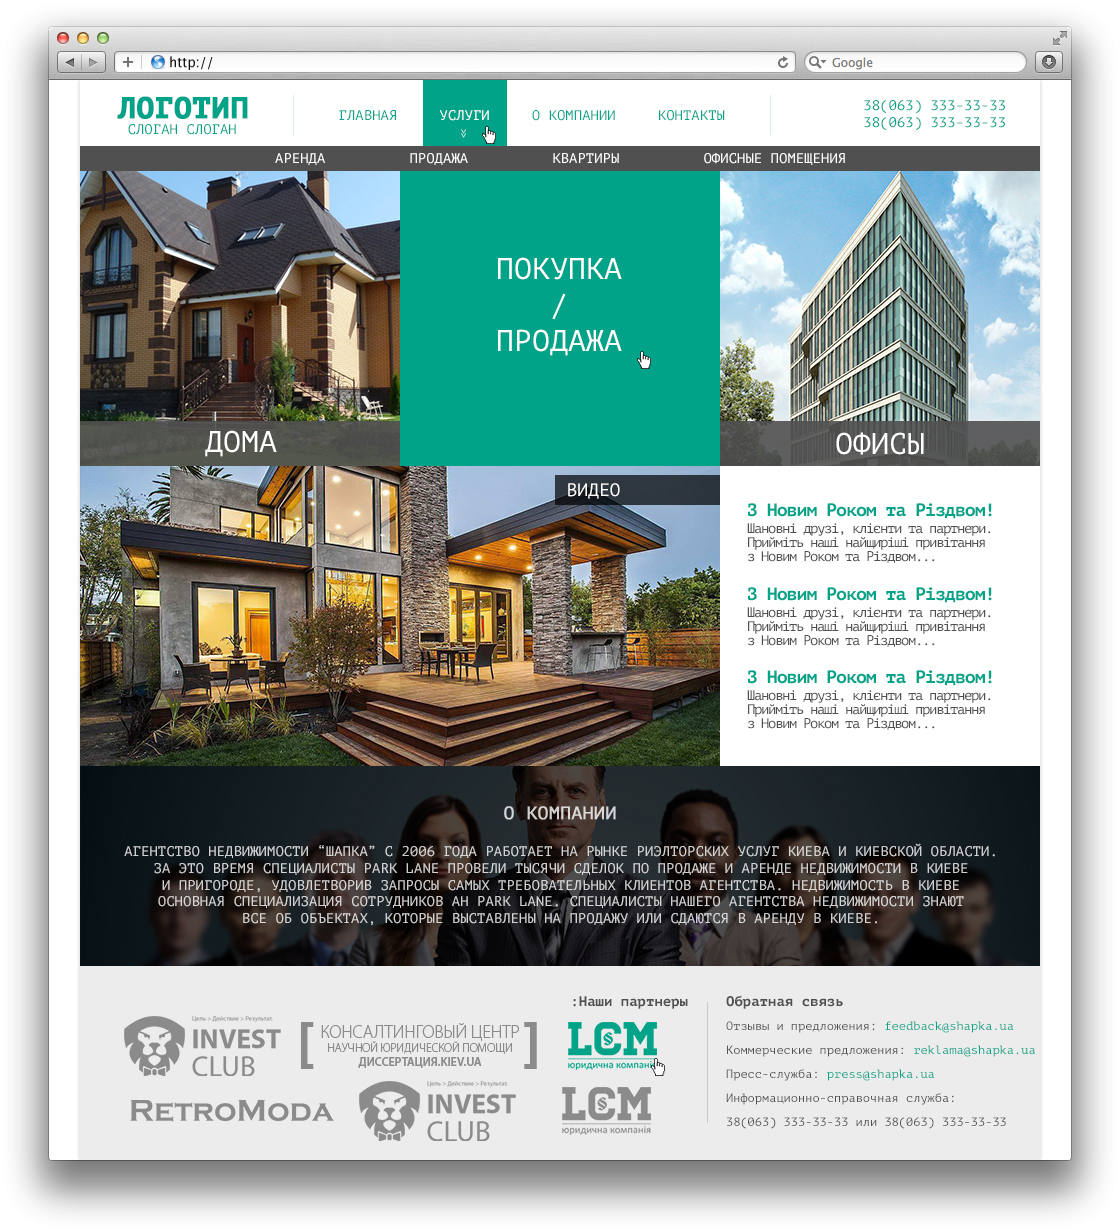 http://
Google
ЛОГОТИП
СЛОГАН СЛОГАН
ГЛАВНАЯ
УСЛУГИ
О КОМПАНИИ
КОНТАКТЫ
38(063) 333-33-33
38(063) 333-33-33
АРЕНДА
ПРОДАЖА
КВАРТИРЫ
ОФИСНЫЕ ПОМЕЩЕНИЯ
ПОКУПКА
/
ПРОДАЖА
ДОМА
ОФИСЫ
ВИДЕО
З Новим Роком та Різдвом!
Шановні друзі, клієнти та партнери.
Прийміть наші найщиріші привітання
з Новим Роком та Різдвом...
З Новим Роком та Різдвом!
Шановні друзі, клієнти та партнери.
Прийміть наші найщиріші привітання
з Новим Роком та Різдвом...
З Новим Роком та Різдвом!
Шановні друзі, клієнти та партнери.
Прийміть наші найщиріші привітання
з Новим Роком та Різдвом...
О КОМПАНИИ
АГЕНТСТВО НЕДВИЖИМОСТИ “ШАПКА” С 2006 ГОДА РАБОТАЕТ НА РЫНКЕ РИЭЛТОРСКИХ УСЛУГ КИЕВА И КИЕВСКОЙ ОБЛАСТИ.
ЗА ЭТО ВРЕМЯ СПЕЦИАЛИСТЫ PARK LANE ПРОВЕЛИ ТЫСЯЧИ СДЕЛОК ПО ПРОДАЖЕ И АРЕНДЕ НЕДВИЖИМОСТИ В КИЕВЕ
И ПРИГОРОДЕ, УДОВЛЕТВОРИВ ЗАПРОСЫ САМЫХ ТРЕБОВАТЕЛЬНЫХ КЛИЕНТОВ АГЕНТСТВА. НЕДВИЖИМОСТЬ В КИЕВЕ
ОСНОВНАЯ СПЕЦИАЛИЗАЦИЯ СОТРУДНИКОВ АН PARK LANE. СПЕЦИАЛИСТЫ НАШЕГО АГЕНТСТВА НЕДВИЖИМОСТИ ЗНАЮТ
ВСЕ ОБ ОБЪЕКТАХ, КОТОРЫЕ ВЫСТАВЛЕНЫ НА ПРОДАЖУ ИЛИ СДАЮТСЯ В АРЕНДУ В КИЕВЕ.
:Наши партнеры
Цель > Действие > Результат.
INVEST
CLUB
КОНСАЛТИНГОВЫЙ ЦЕНТР
НАУЧНОЙ ЮРИДИЧЕСКОЙ ПОМОЩИ
ДИССЕРТАЦИЯ.KIEV.UA
LCM
юридична компанія
RETROMODA
Цель > Действие > Результат.
INVEST
CLUB
LCM
юридична компанія
Обратная связь
Отзывы и предложения: feedback@shapka.ua
Коммерческие предложения: reklama@shapka.ua
Пресс-служба: press@shapka.ua
Информационно-справочная служба:
38(063) 333-33-33 или 38(063) 333-33-33